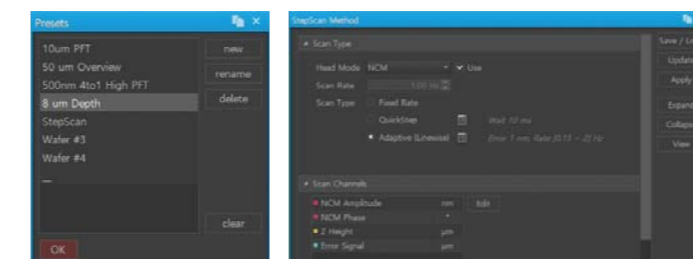 Presets
10um PFT
50 um Overview
500nm 4to1 High PFT
8 um Depth
StepScan
Wafer #3
Wafer #4
new
rename
delete
clear
OK
StepScan Method
Scan Type
Head Mode NCM Use
Scan Rate 1.00 Hz
Scan Type Fixed Rate
QuickStep Wait 10 ms
Adaptive (Linewise) Error 1 nm, Rate [0.15 ~ 2] Hz
Scan Channels
NCM Amplitude nm Edit
NCM Phase °
Z Height µm
Error Signal µm
Save / Lo
Update
Apply
Expand
Collaps
View